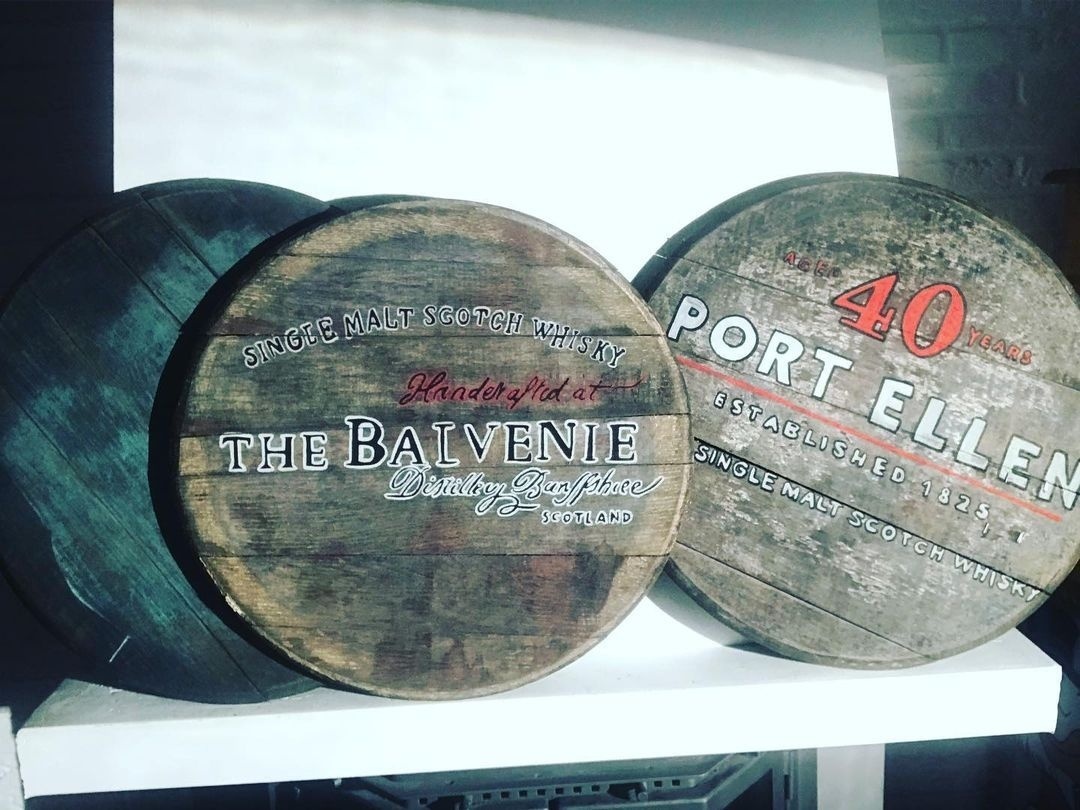 SINGLE MALT SCOTCH WHISKY
Handcrafted at
THE BALVENIE
Distillery Banffshire
SCOTLAND
AGED 40 YEARS
PORT ELLEN
ESTABLISHED 1825
SINGLE MALT SCOTCH WHISKY